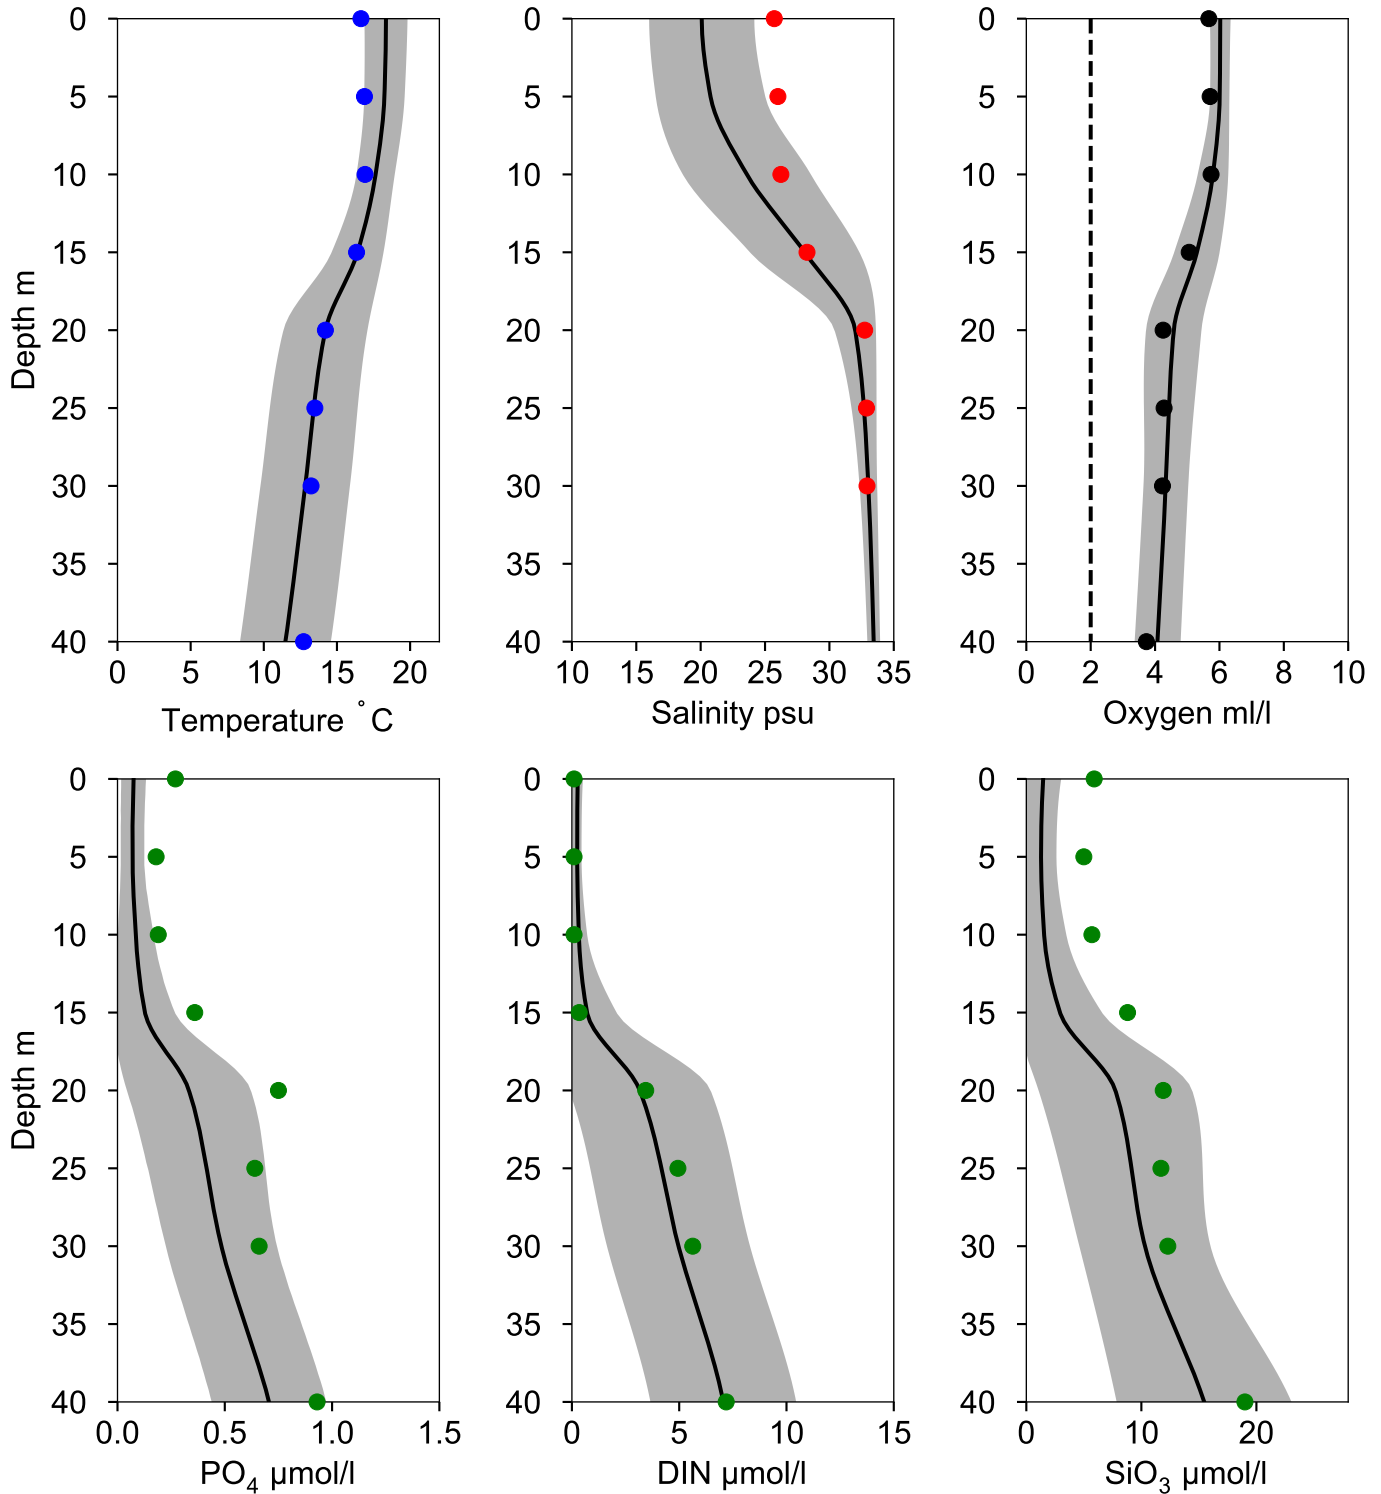 0 0 0
5 5 5
10 10 10
15 15 15
20 20 20
25 25 25
30 30 30
35 35 35
40 40 40
Depth m
0 5 10 15 20 10 15 20 25 30 35 0 2 4 6 8 10
Temperature °C Salinity psu Oxygen ml/l
0 0 0
5 5 5
10 10 10
15 15 15
20 20 20
25 25 25
30 30 30
35 35 35
40 40 40
Depth m
0.0 0.5 1.0 1.5 0 5 10 15 0 10 20
PO₄ µmol/l DIN µmol/l SiO₃ µmol/l